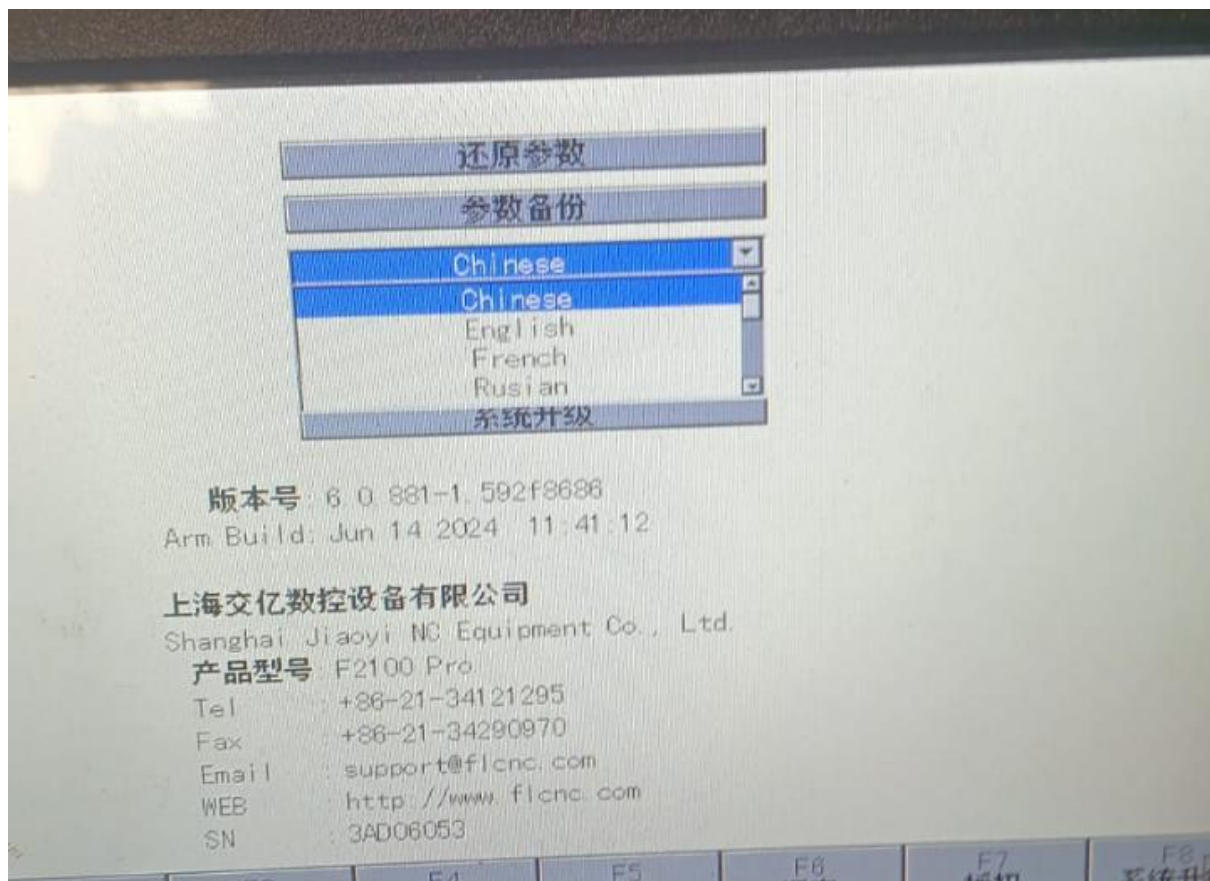 还原参数
参数备份
Chinese
Chinese
English
French
Rusian
系统升级
版本号: 6.0.881-1.592f8686
Arm Build: Jun 14 2024 11:41:12
上海交亿数控设备有限公司
Shanghai Jiaoyi NC Equipment Co., Ltd.
产品型号: F2100 Pro
Tel : +86-21-34121295
Fax : +86-21-34290970
Email : support@flcnc.com
WEB : http://www.flcnc.com
SN : 3AD06053
F4 F5 F6 F7 F8
系统升